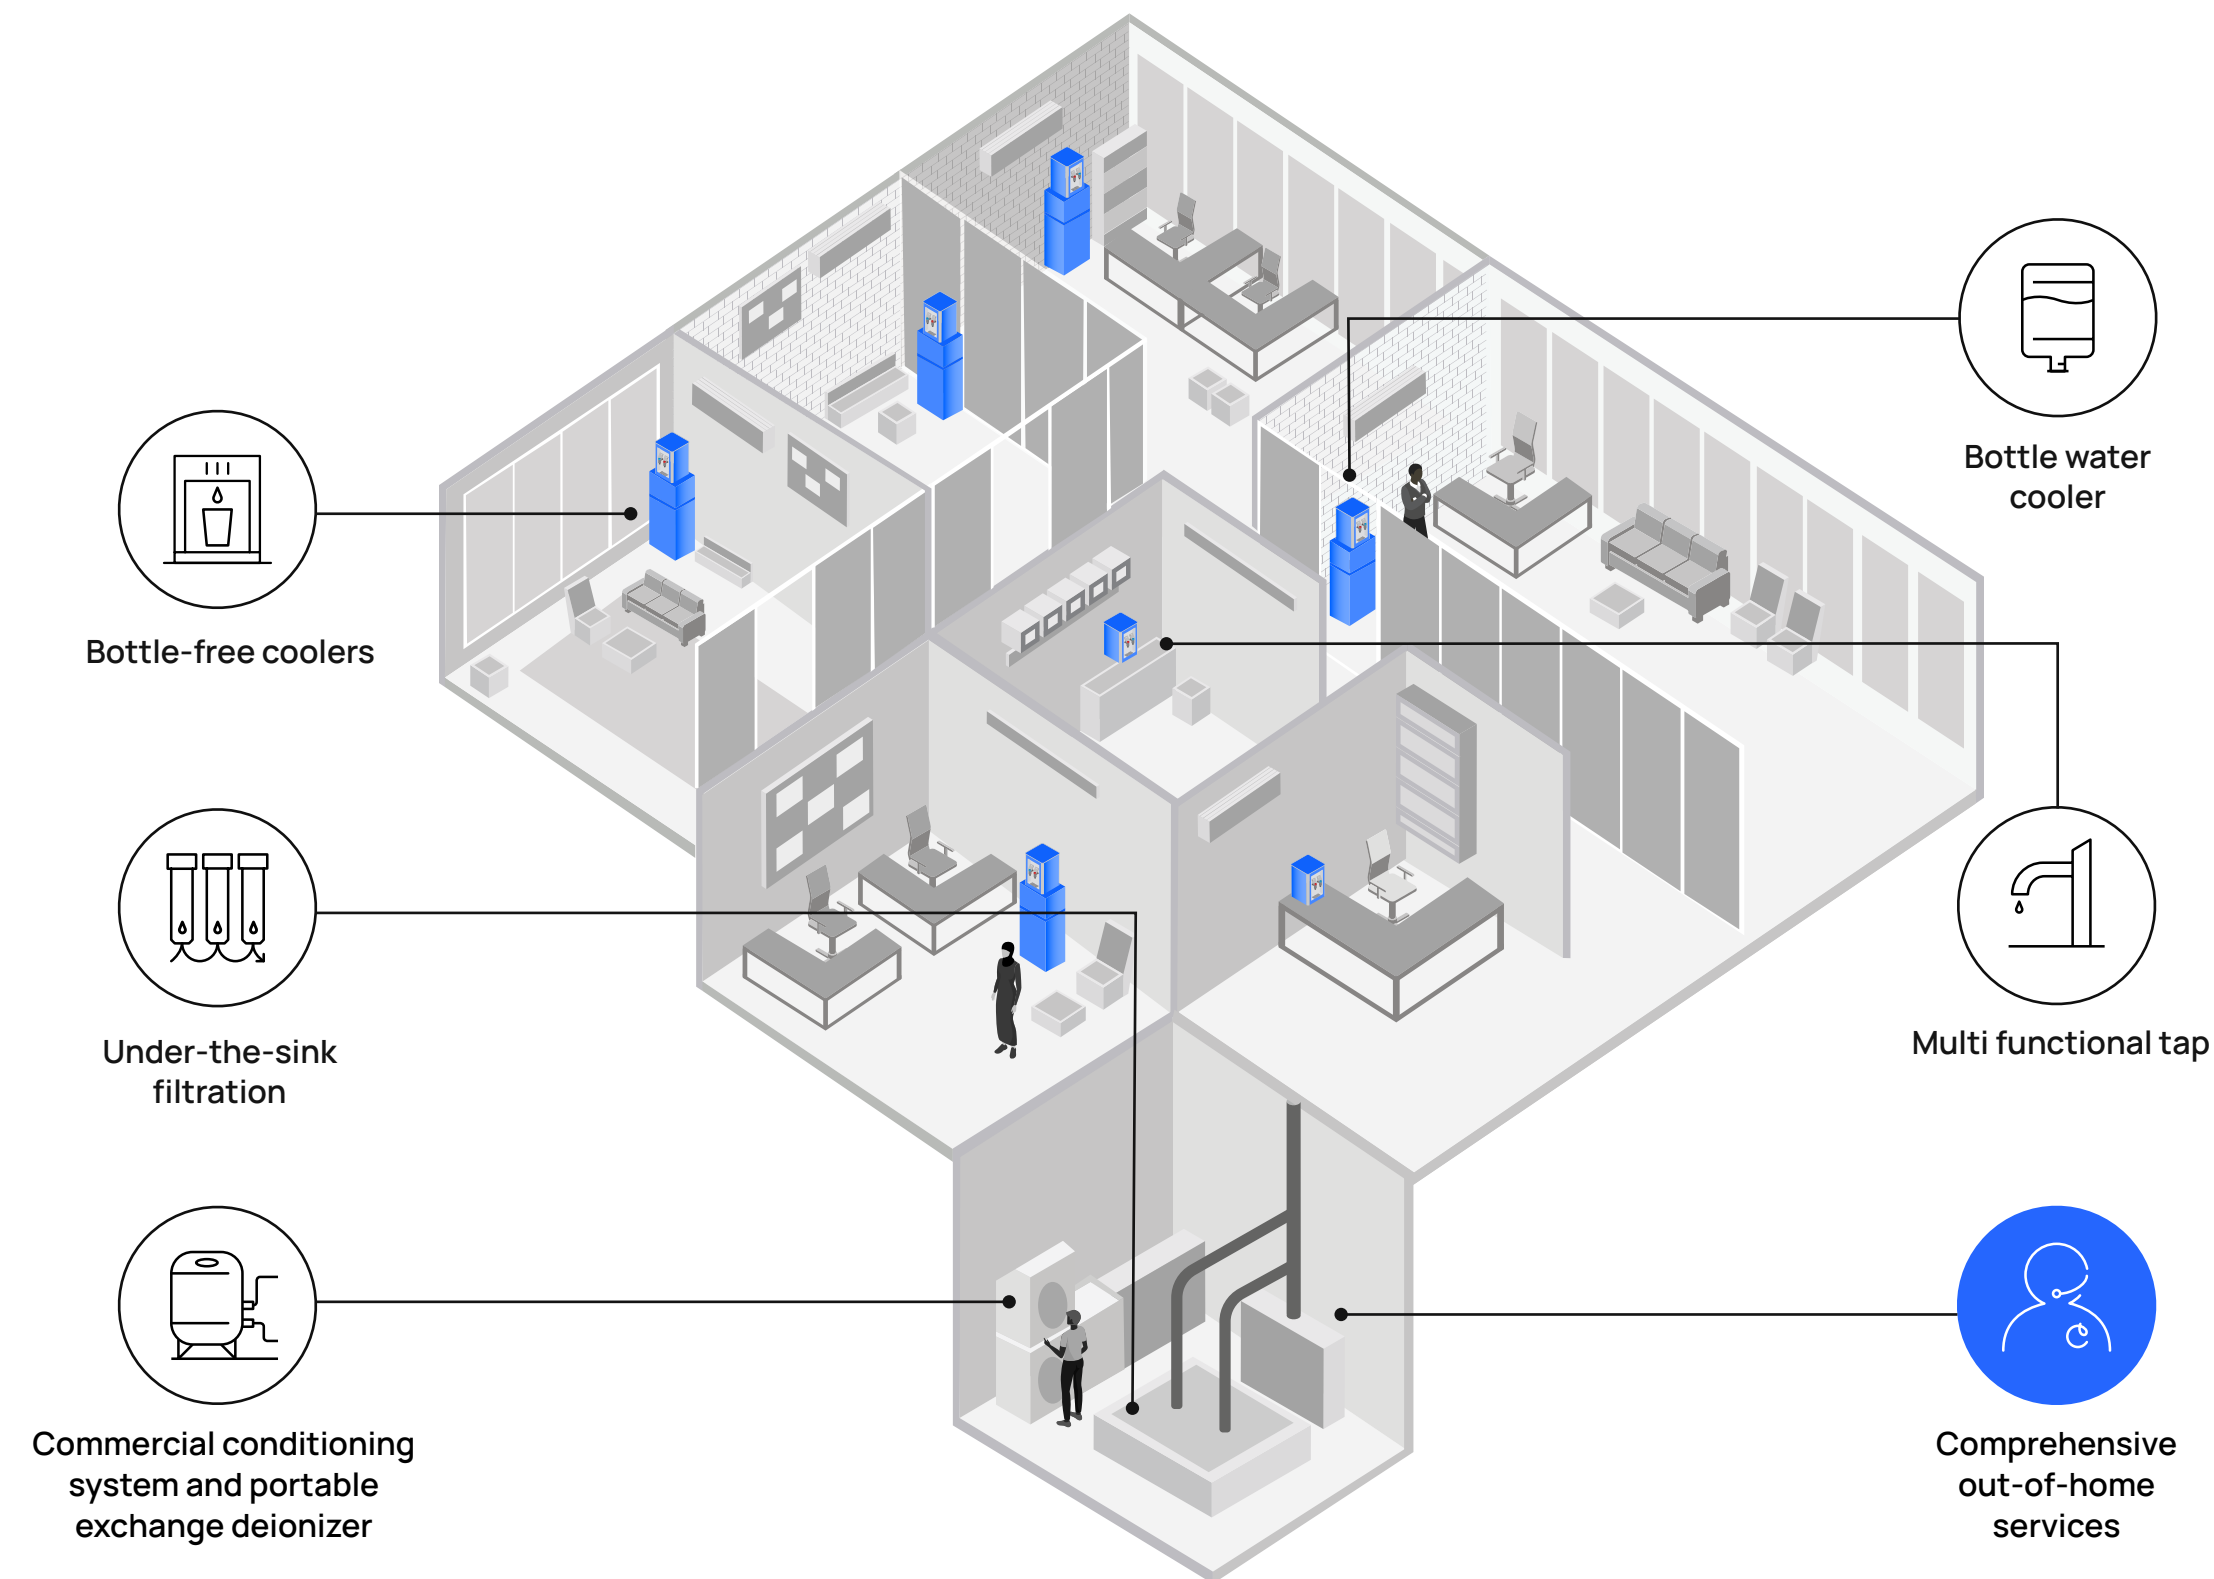 Bottle water
cooler
Bottle-free coolers
Under-the-sink
filtration
Multi functional tap
Commercial conditioning
system and portable
exchange deionizer
Comprehensive
out-of-home
services